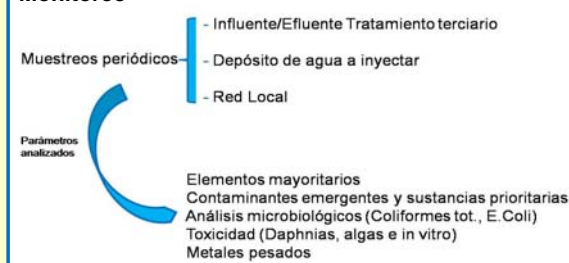 Muestreos periódicos
- Influente/Efluente Tratamiento terciario
- Depósito de agua a inyectar
- Red Local
Parámetros
analizados
Elementos mayoritarios
Contaminantes emergentes y sustancias prioritarias
Análisis microbiológicos (Coliformes tot., E.Coli)
Toxicidad (Daphnias, algas e in vitro)
Metales pesados